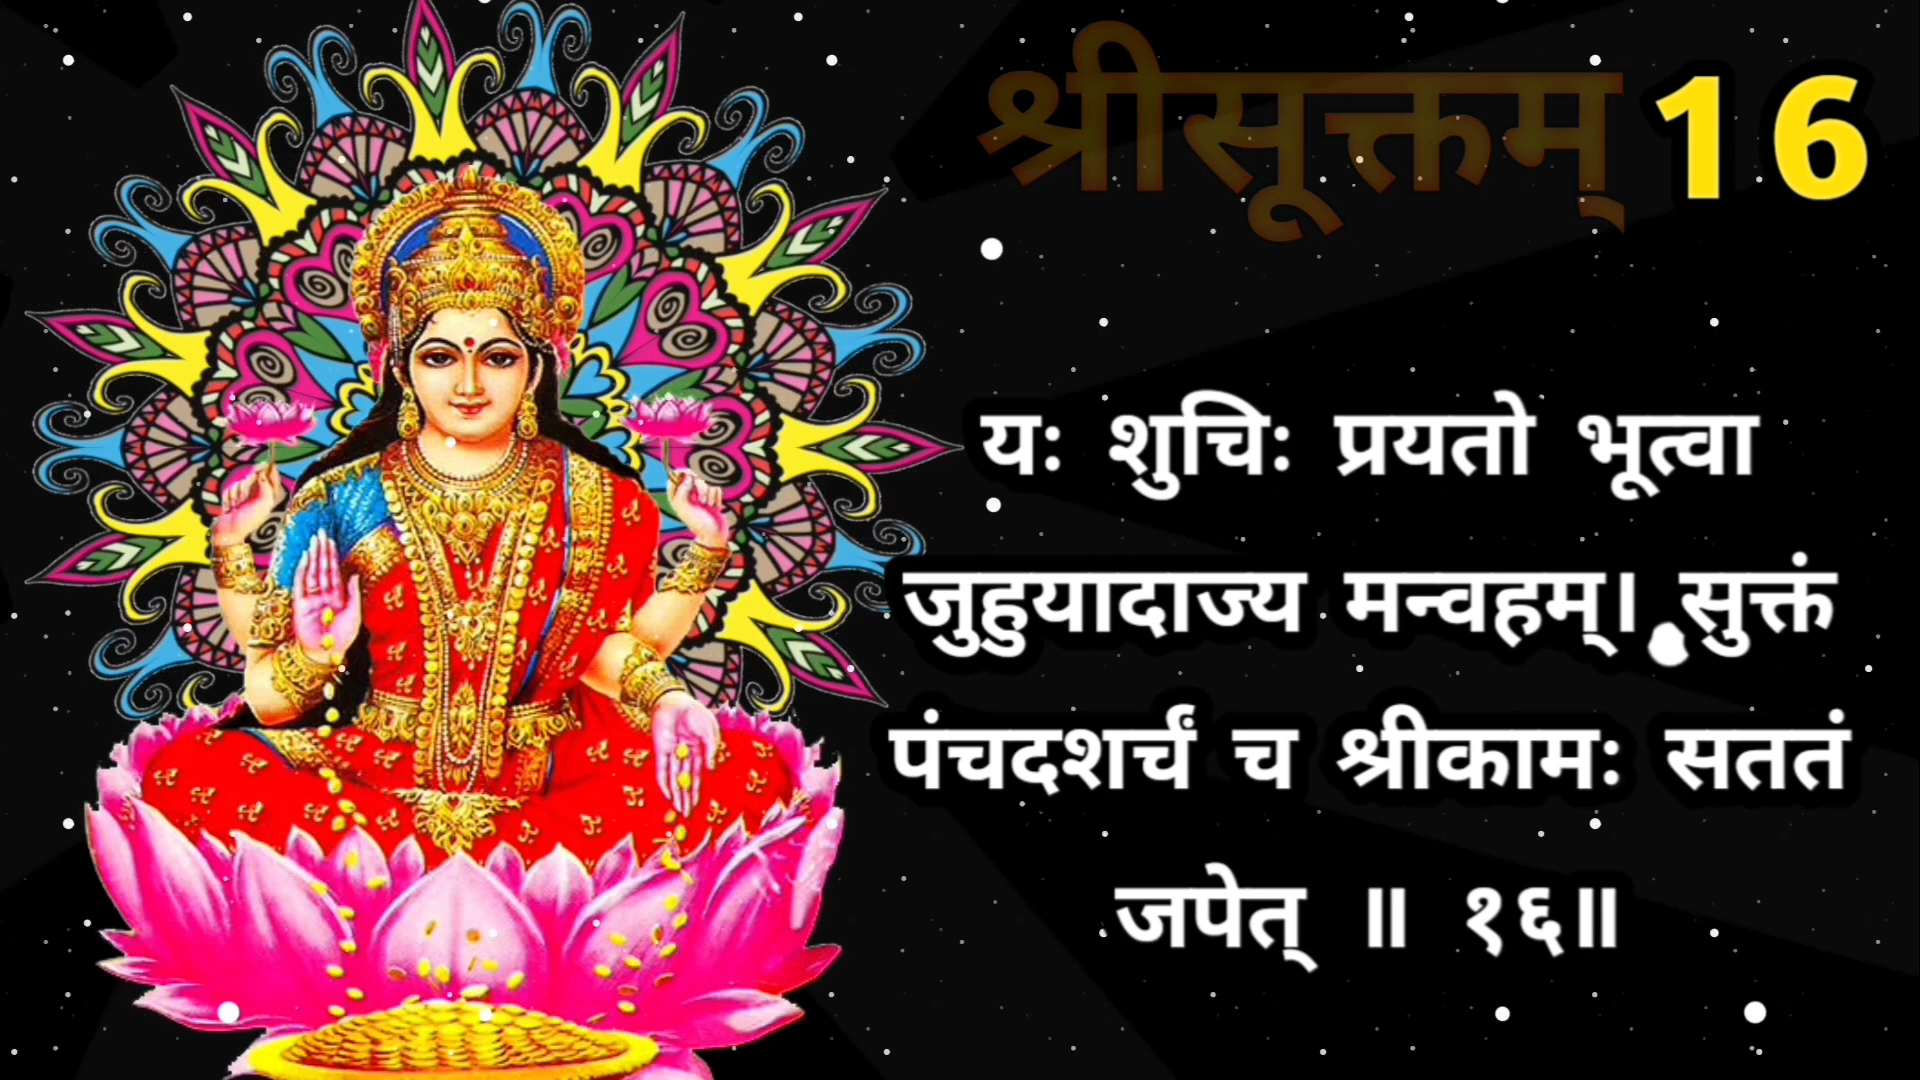 श्रीसूक्तम् 16
यः शुचिः प्रयतो भूत्वा
जुहुयादाज्य मन्वहम्। सुक्तं
पंचदशर्चं च श्रीकामः सततं
जपेत् ॥ १६॥